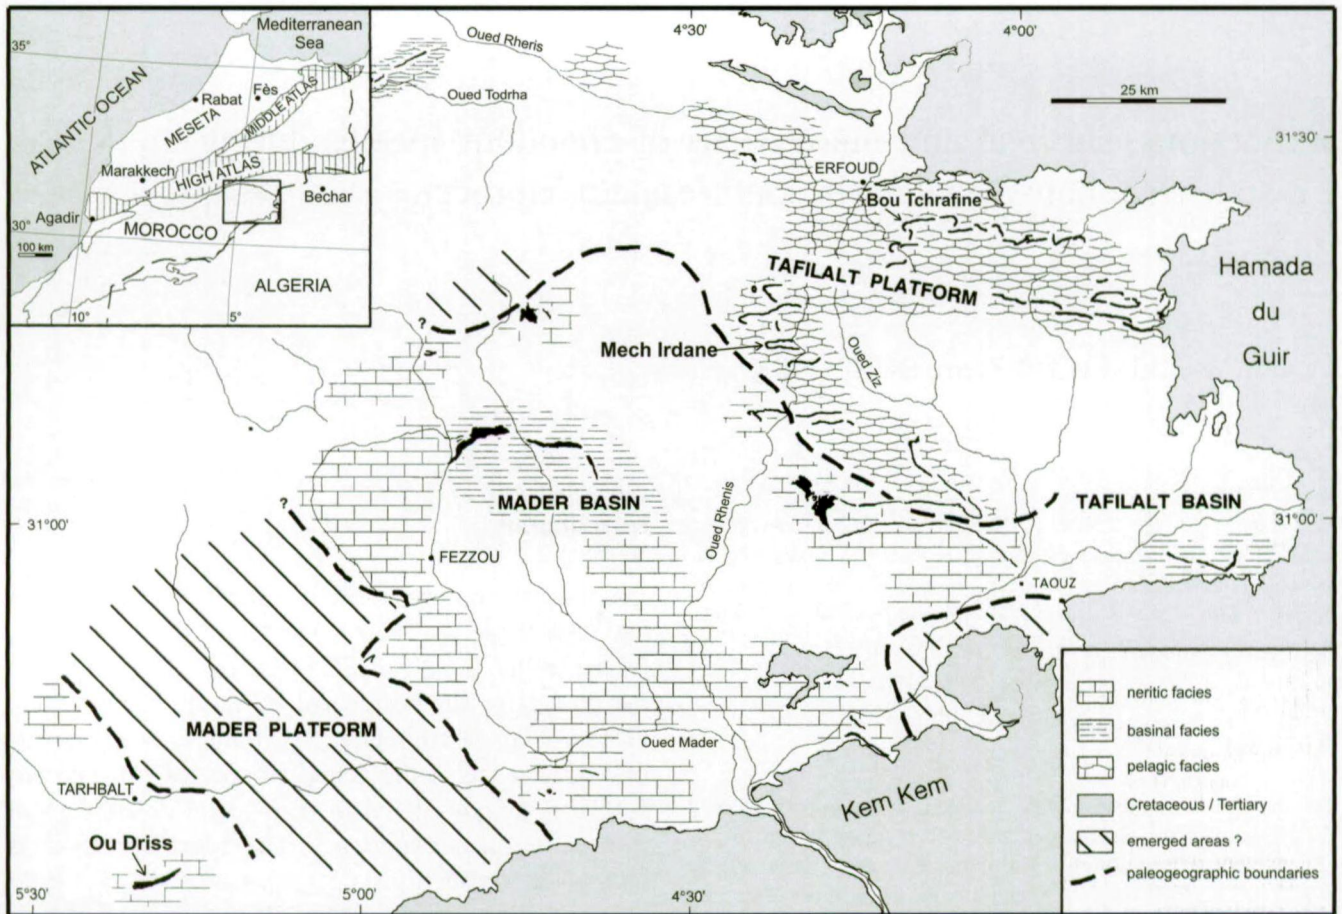 Mediterranean
Sea
35°
ATLANTIC OCEAN
Rabat
Fès
MESETA
MIDDLE ATLAS
Marakkech
HIGH ATLAS
Agadir
Bechar
30°
MOROCCO
100 km
ALGERIA
10°
5°
4°30'
4°00'
Oued Rheris
Oued Todrha
25 km
31°30'
ERFOUD
Bou Tchrafine
TAFILALT PLATFORM
Hamada
du
Guir
?
Mech Irdane
Oued Ziz
MADER BASIN
Oued Rhenis
TAFILALT BASIN
?
31°00'
31°00'
FEZZOU
TAOUZ
MADER PLATFORM
Oued Mader
TARHBALT
Kem Kem
Ou Driss
5°30'
5°00'
4°30'
neritic facies
basinal facies
pelagic facies
Cretaceous / Tertiary
emerged areas ?
paleogeographic boundaries